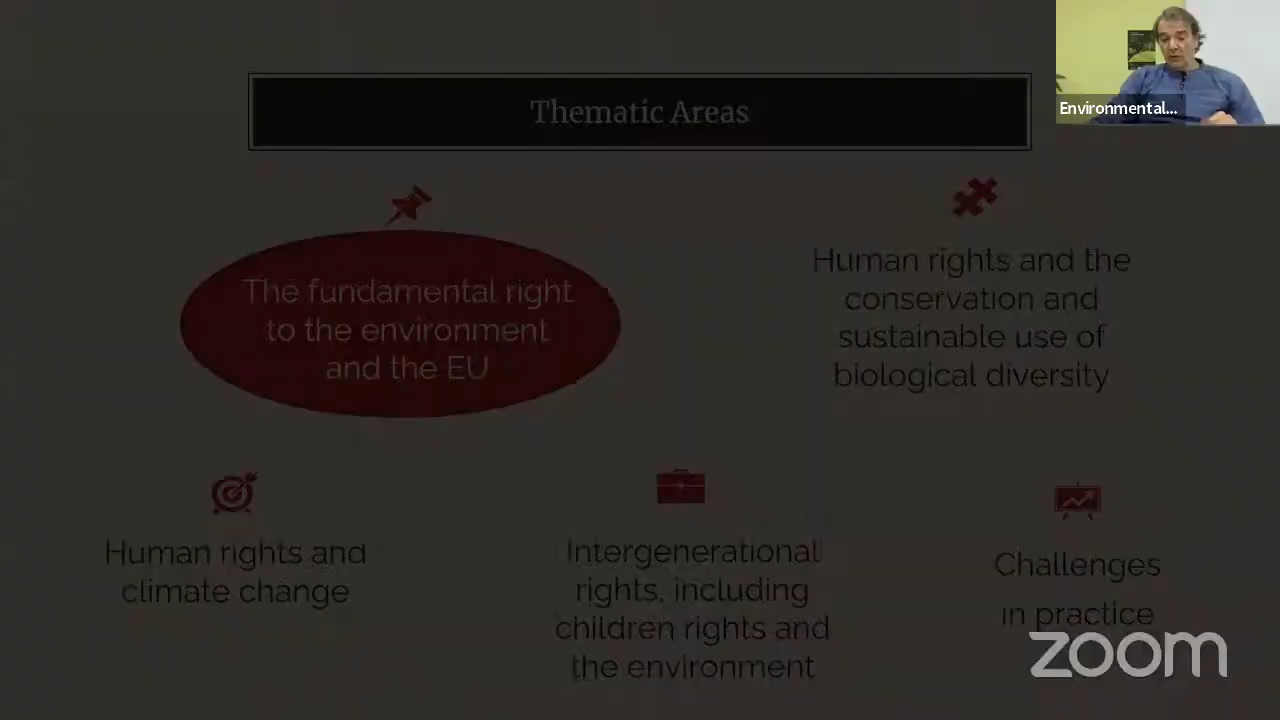 Environmental...
Thematic Areas
The fundamental right
to the environment
and the EU
Human rights and the
conservation and
sustainable use of
biological diversity
Human rights and
climate change
Intergenerational
rights, including
children rights and
the environment
Challenges
in practice
zoom